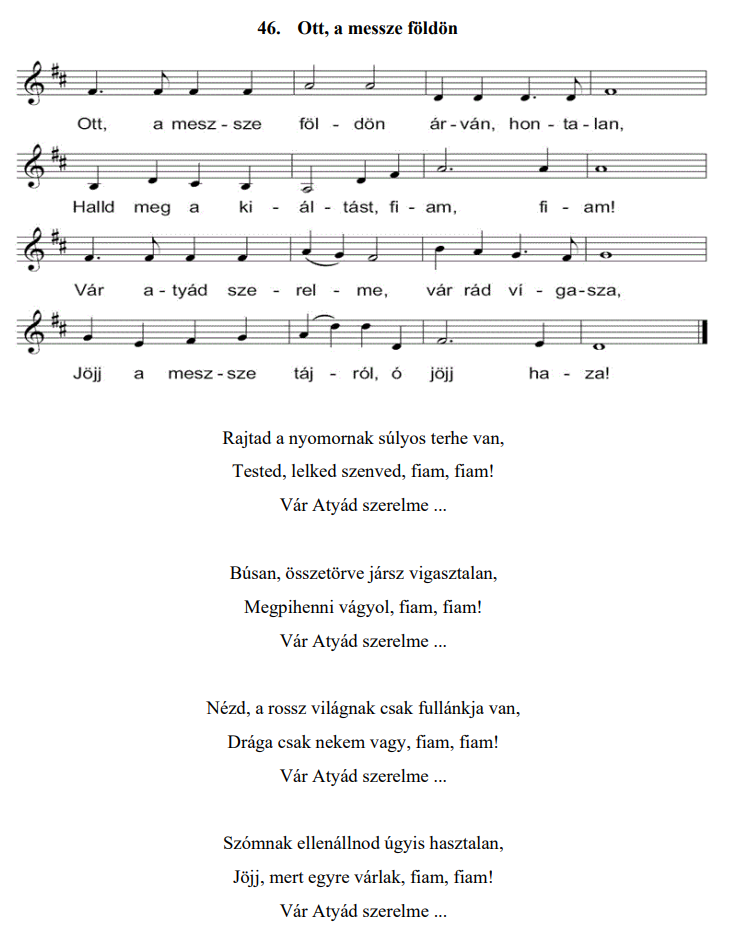 46. Ott, a messze földön
Ott, a mesz - sze föl - dön ár - ván, hon - ta - lan,
Halld meg a ki - ál - tást, fi - am, fi - am!
Vár a - tyád sze - rel - me, vár rád ví - ga - sza,
Jöjj a mesz - sze táj - ról, ó jöjj ha - za!
Rajtad a nyomornak súlyos terhe van,
Tested, lelked szenved, fiam, fiam!
Vár Atyád szerelme ...
Búsan, összetörve jársz vigasztalan,
Megpihenni vágyol, fiam, fiam!
Vár Atyád szerelme ...
Nézd, a rossz világnak csak fullánkja van,
Drága csak nekem vagy, fiam, fiam!
Vár Atyád szerelme ...
Szómnak ellenállnod úgyis hasztalan,
Jöjj, mert egyre várlak, fiam, fiam!
Vár Atyád szerelme ...